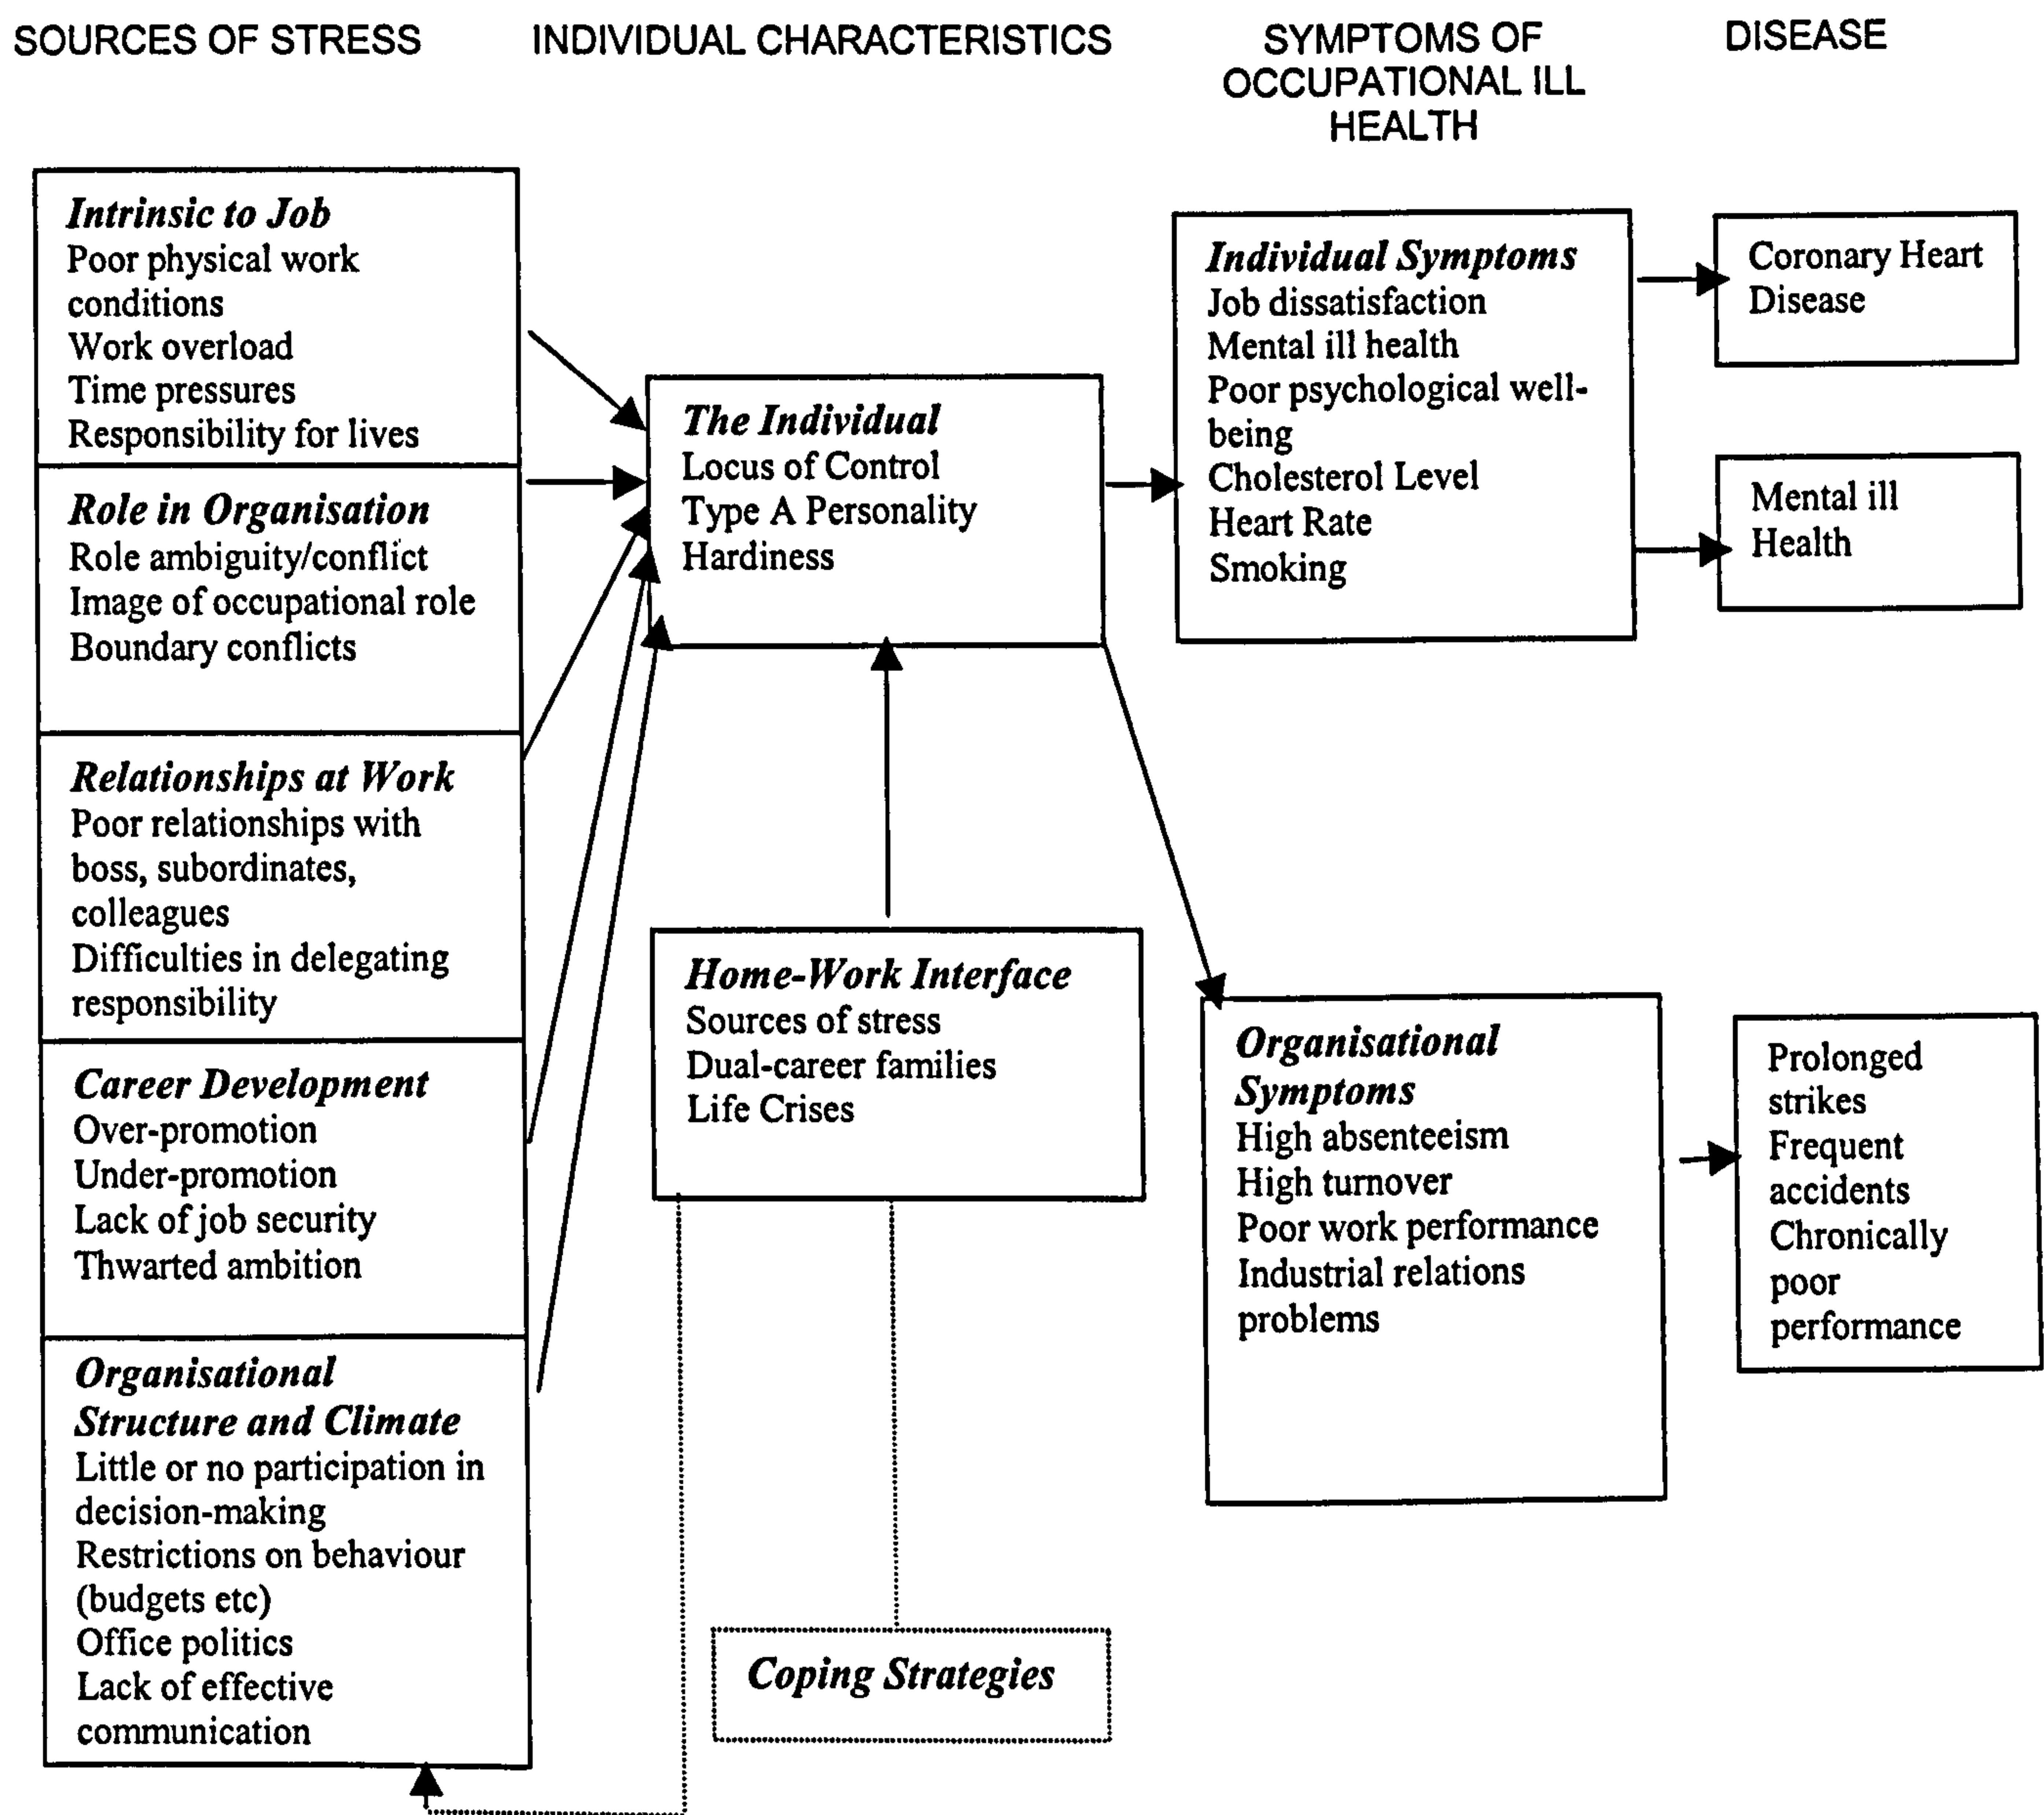 SOURCES OF STRESS
INDIVIDUAL CHARACTERISTICS
SYMPTOMS OF
OCCUPATIONAL ILL
HEALTH
DISEASE
Intrinsic to Job
Poor physical work
conditions
Work overload
Time pressures
Responsibility for lives
Role in Organisation
Role ambiguity/conflict
Image of occupational role
Boundary conflicts
Relationships at Work
Poor relationships with
boss, subordinates,
colleagues
Difficulties in delegating
responsibility
Career Development
Over-promotion
Under-promotion
Lack of job security
Thwarted ambition
Organisational
Structure and Climate
Little or no participation in
decision-making
Restrictions on behaviour
(budgets etc)
Office politics
Lack of effective
communication
The Individual
Locus of Control
Type A Personality
Hardiness
Home-Work Interface
Sources of stress
Dual-career families
Life Crises
Coping Strategies
Individual Symptoms
Job dissatisfaction
Mental ill health
Poor psychological well-
being
Cholesterol Level
Heart Rate
Smoking
Organisational
Symptoms
High absenteeism
High turnover
Poor work performance
Industrial relations
problems
Coronary Heart
Disease
Mental ill
Health
Prolonged
strikes
Frequent
accidents
Chronically
poor
performance